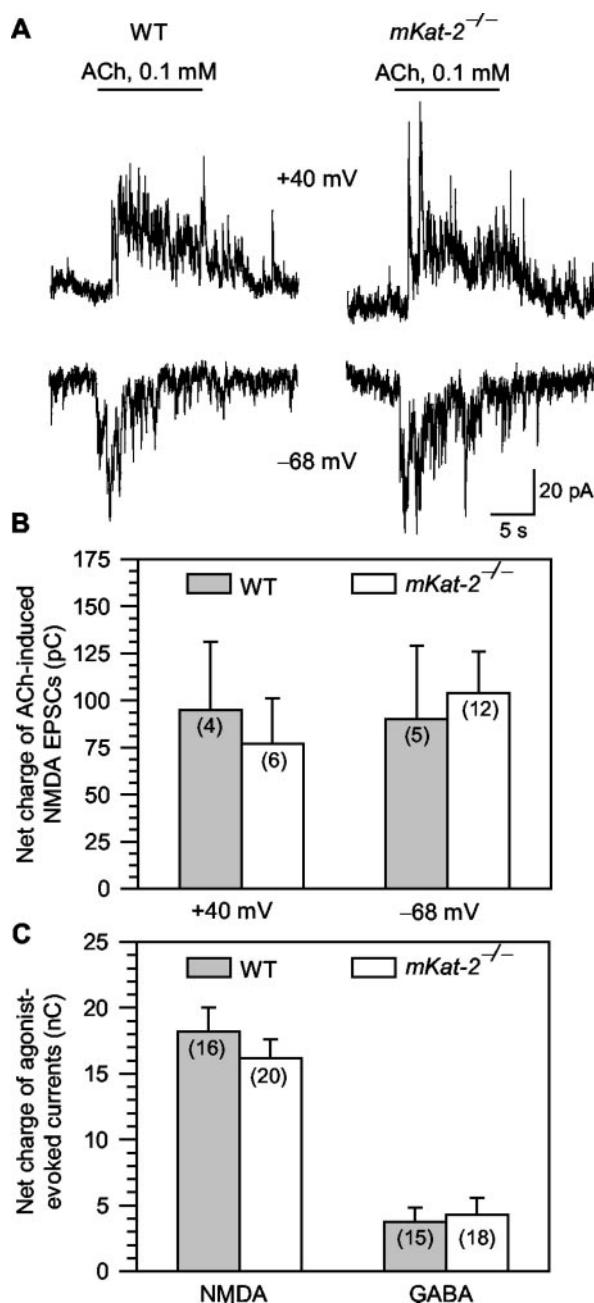 A
WT
mKat-2−/−
ACh, 0.1 mM
ACh, 0.1 mM
+40 mV
−68 mV
20 pA
5 s
B
Net charge of ACh-induced
NMDA EPSCs (pC)
175
150
125
100
75
50
25
0
WT
mKat-2−/−
(4)
(6)
(5)
(12)
+40 mV
−68 mV
C
Net charge of agonist-
evoked currents (nC)
25
20
15
10
5
0
WT
mKat-2−/−
(16)
(20)
(15)
(18)
NMDA
GABA